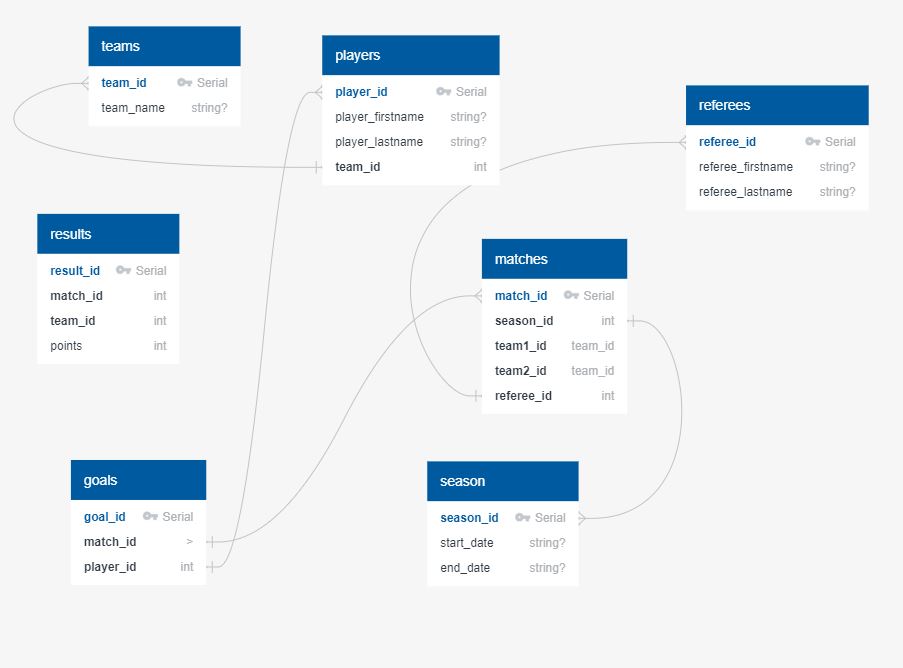 teams
team_id Serial
team_name string?
players
player_id Serial
player_firstname string?
player_lastname string?
team_id int
referees
referee_id Serial
referee_firstname string?
referee_lastname string?
results
result_id Serial
match_id int
team_id int
points int
matches
match_id Serial
season_id int
team1_id team_id
team2_id team_id
referee_id int
goals
goal_id Serial
match_id >
player_id int
season
season_id Serial
start_date string?
end_date string?